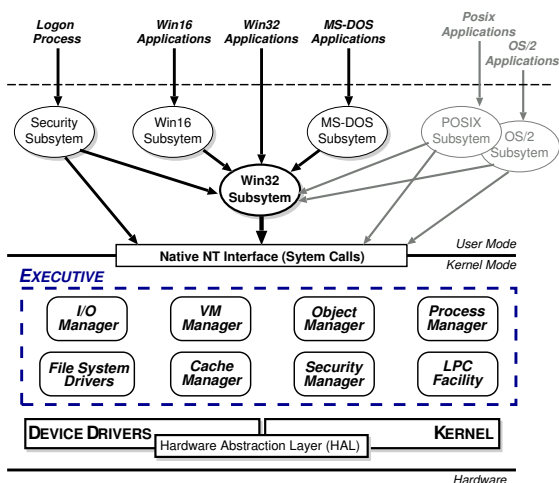 Logon
Process
Win16
Applications
Win32
Applications
MS-DOS
Applications
Posix
Applications
OS/2
Applications
Security
Subsytem
Win16
Subsytem
MS-DOS
Subsytem
POSIX
Subsytem
OS/2
Subsytem
Win32
Subsytem
Native NT Interface (Sytem Calls)
User Mode
Kernel Mode
EXECUTIVE
I/O
Manager
VM
Manager
Object
Manager
Process
Manager
File System
Drivers
Cache
Manager
Security
Manager
LPC
Facility
DEVICE DRIVERS
KERNEL
Hardware Abstraction Layer (HAL)
Hardware